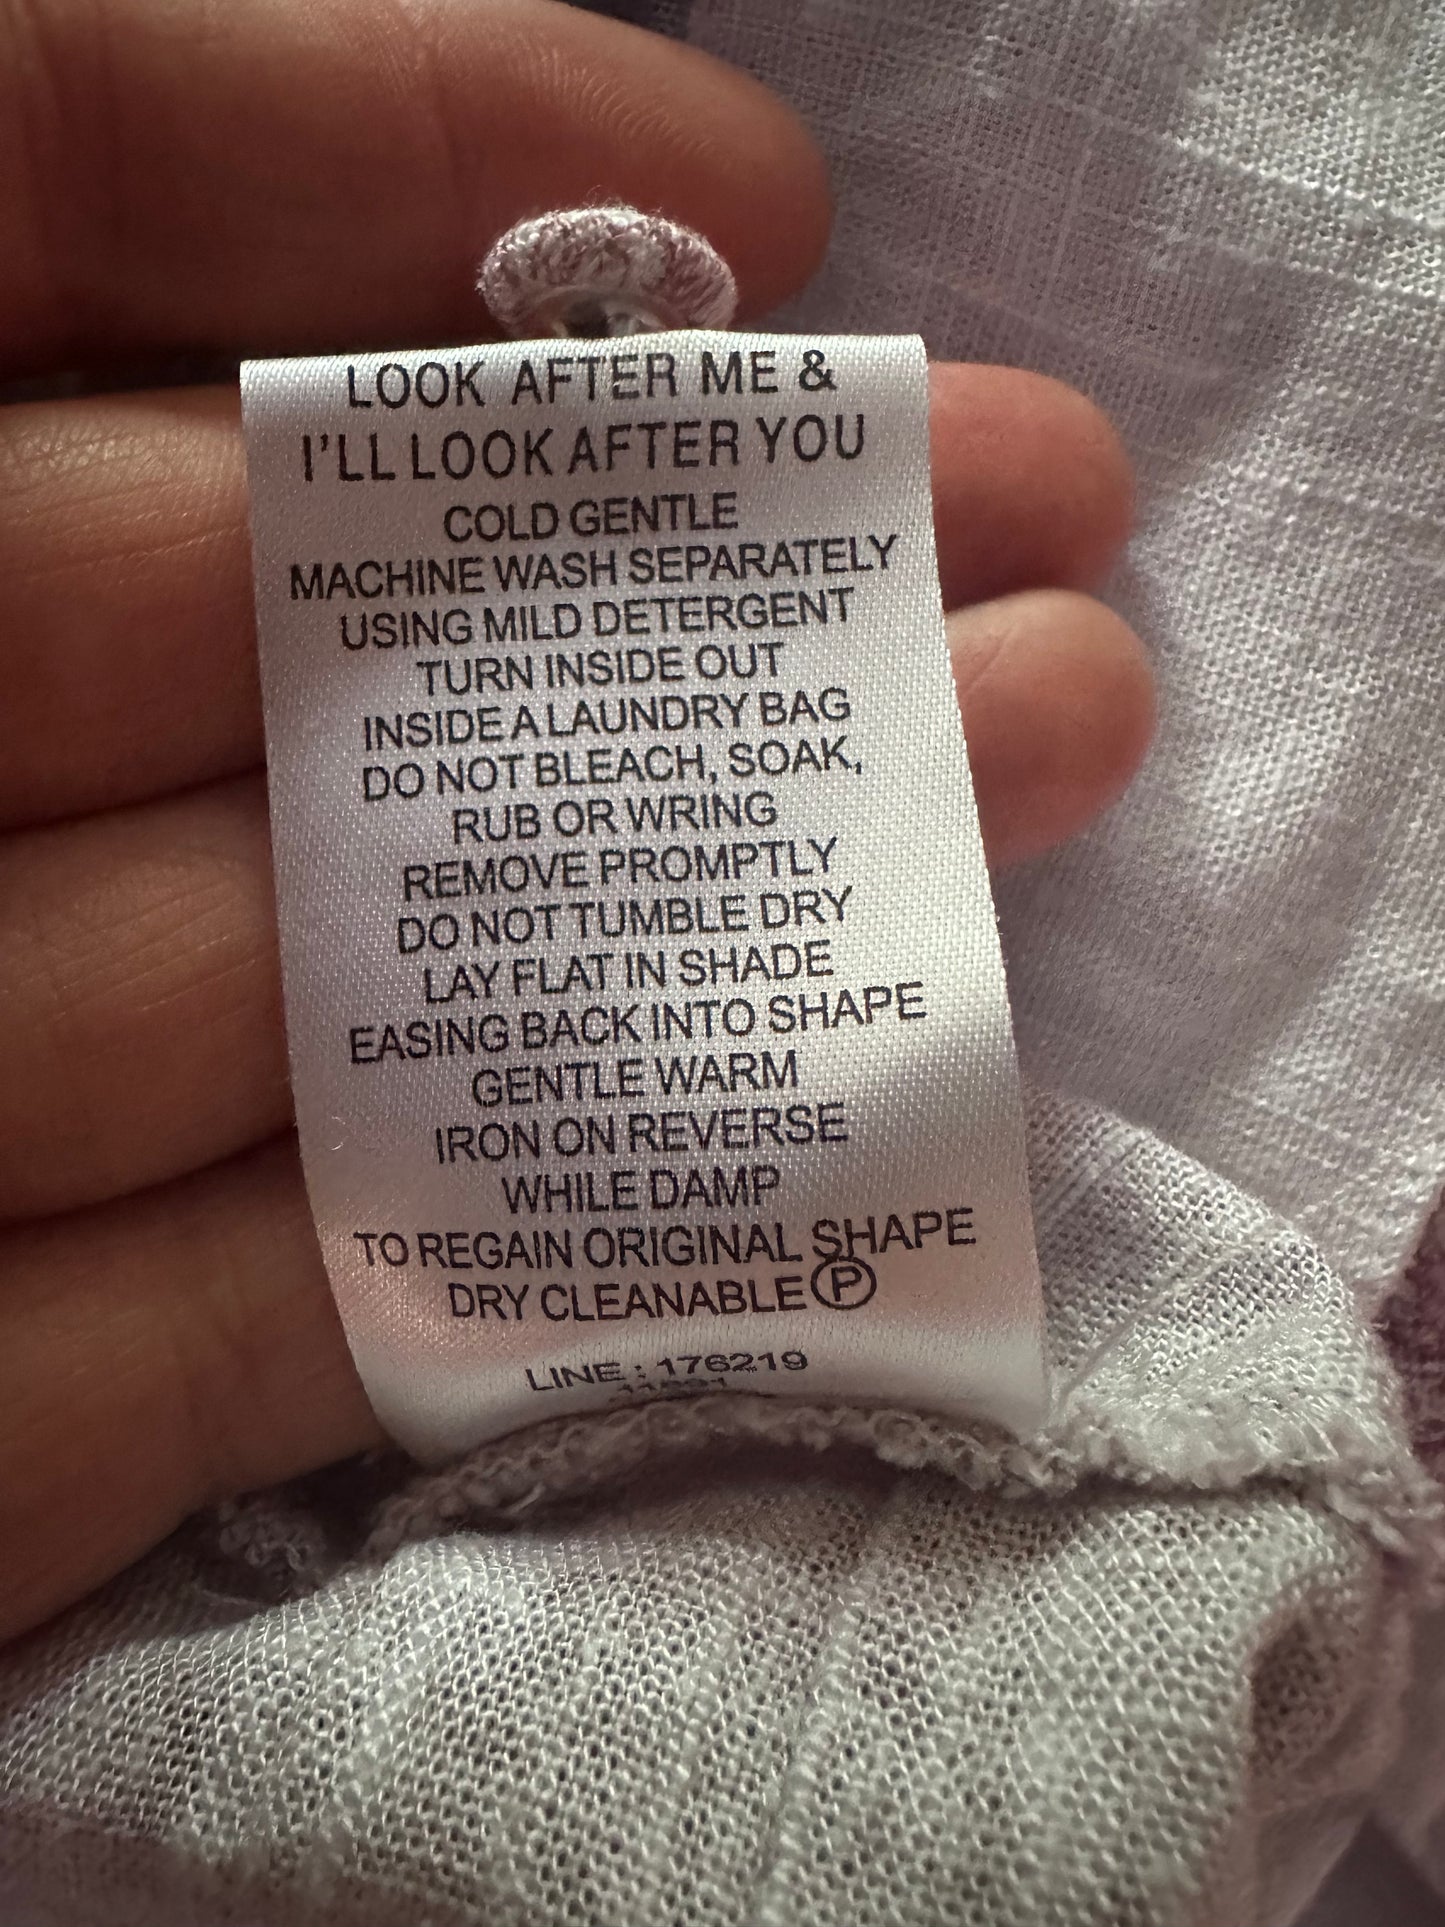 LOOK AFTER ME &
I'LL LOOK AFTER YOU
COLD GENTLE
MACHINE WASH SEPARATELY
USING MILD DETERGENT
TURN INSIDE OUT
INSIDE A LAUNDRY BAG
DO NOT BLEACH, SOAK,
RUB OR WRING
REMOVE PROMPTLY
DO NOT TUMBLE DRY
LAY FLAT IN SHADE
EASING BACK INTO SHAPE
GENTLE WARM
IRON ON REVERSE
WHILE DAMP
TO REGAIN ORIGINAL SHAPE
DRY CLEANABLE Ⓟ
LINE : 176219